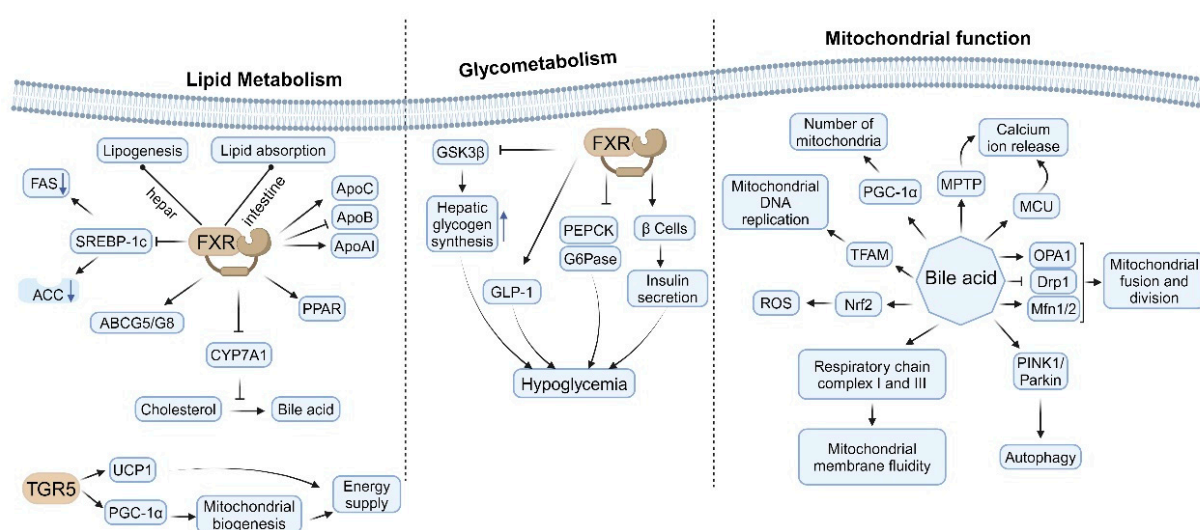 Lipid Metabolism
Lipogenesis
Lipid absorption
hepar
intestine
FAS
SREBP-1c
ACC
FXR
ApoC
ApoB
ApoAI
ABCG5/G8
PPAR
CYP7A1
Cholesterol
Bile acid
TGR5
UCP1
PGC-1α
Mitochondrial
biogenesis
Energy
supply
Glycometabolism
GSK3β
FXR
Hepatic
glycogen
synthesis
PEPCK
G6Pase
β Cells
GLP-1
Insulin
secretion
Hypoglycemia
Mitochondrial function
Number of
mitochondria
Calcium
ion release
Mitochondrial
DNA
replication
PGC-1α
MPTP
MCU
TFAM
Bile acid
OPA1
Drp1
Mfn1/2
Mitochondrial
fusion and
division
ROS
Nrf2
Respiratory chain
complex I and III
PINK1/
Parkin
Mitochondrial
membrane fluidity
Autophagy